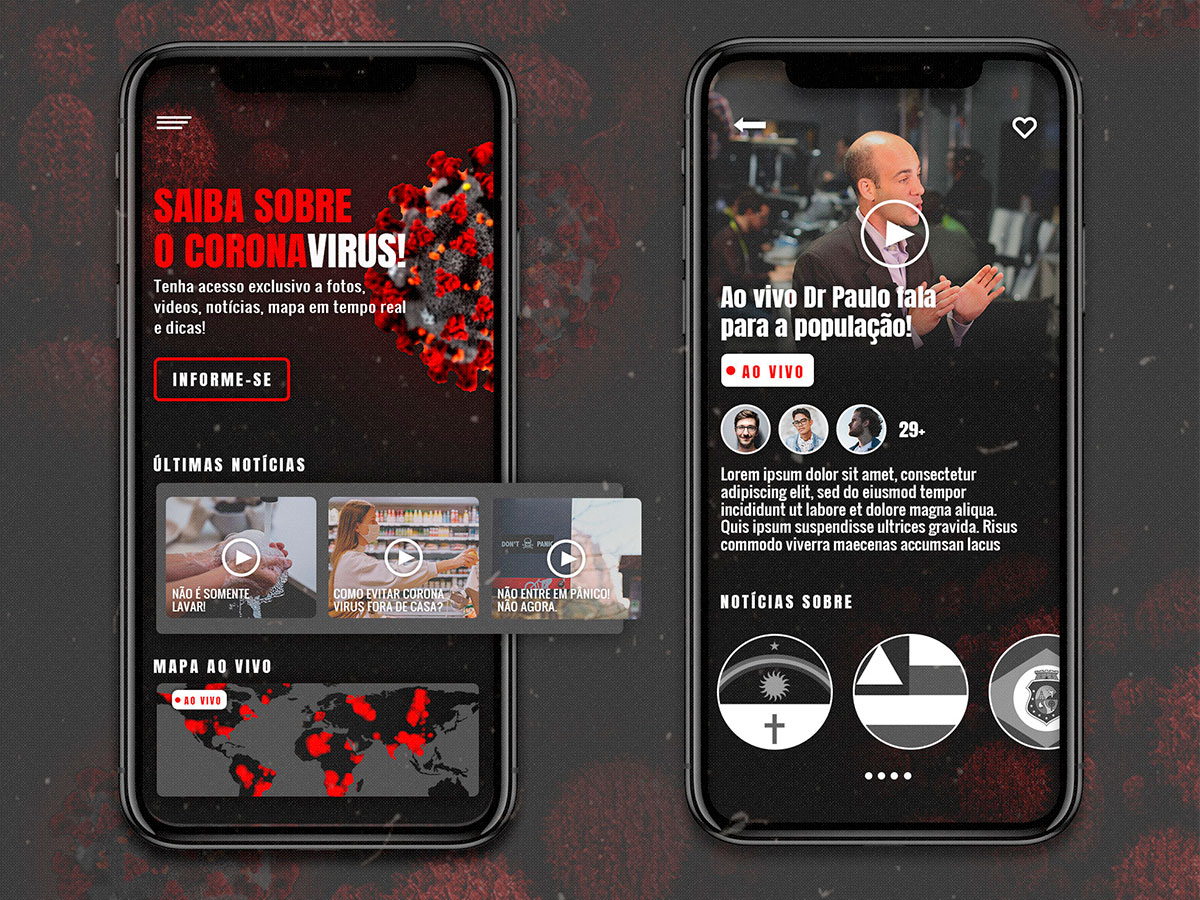 SAIBA SOBRE
O CORONAVIRUS!
Tenha acesso exclusivo a fotos,
videos, notícias, mapa em tempo real
e dicas!
INFORME-SE
ÚLTIMAS NOTÍCIAS
NÃO É SOMENTE
LAVAR!
COMO EVITAR CORONA
VIRUS FORA DE CASA?
DON'T PANIC
NÃO ENTRE EM PÂNICO!
NÃO AGORA.
MAPA AO VIVO
AO VIVO
Ao vivo Dr Paulo fala
para a população!
AO VIVO
29+
Lorem ipsum dolor sit amet, consectetur
adipiscing elit, sed do eiusmod tempor
incididunt ut labore et dolore magna aliqua.
Quis ipsum suspendisse ultrices gravida. Risus
commodo viverra maecenas accumsan lacus
NOTÍCIAS SOBRE